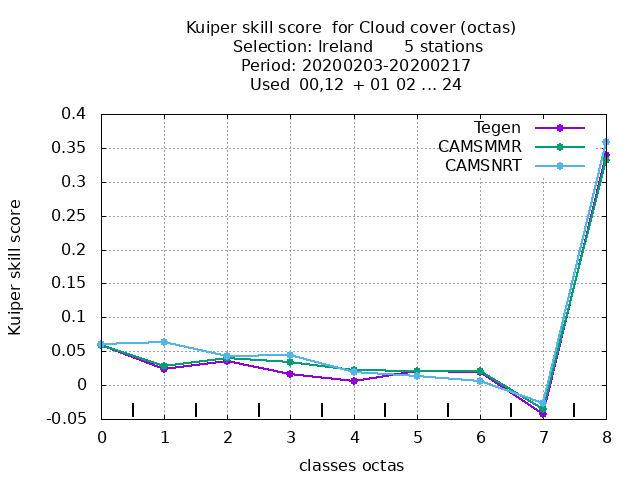 Kuiper skill score  for Cloud cover (octas)
Selection: Ireland      5 stations
Period: 20200203-20200217
Used  00,12  + 01 02 ... 24
Tegen
CAMSMMR
CAMSNRT
0.4
0.35
0.3
0.25
0.2
0.15
0.1
0.05
0
-0.05
Kuiper skill score
0 1 2 3 4 5 6 7 8
classes octas